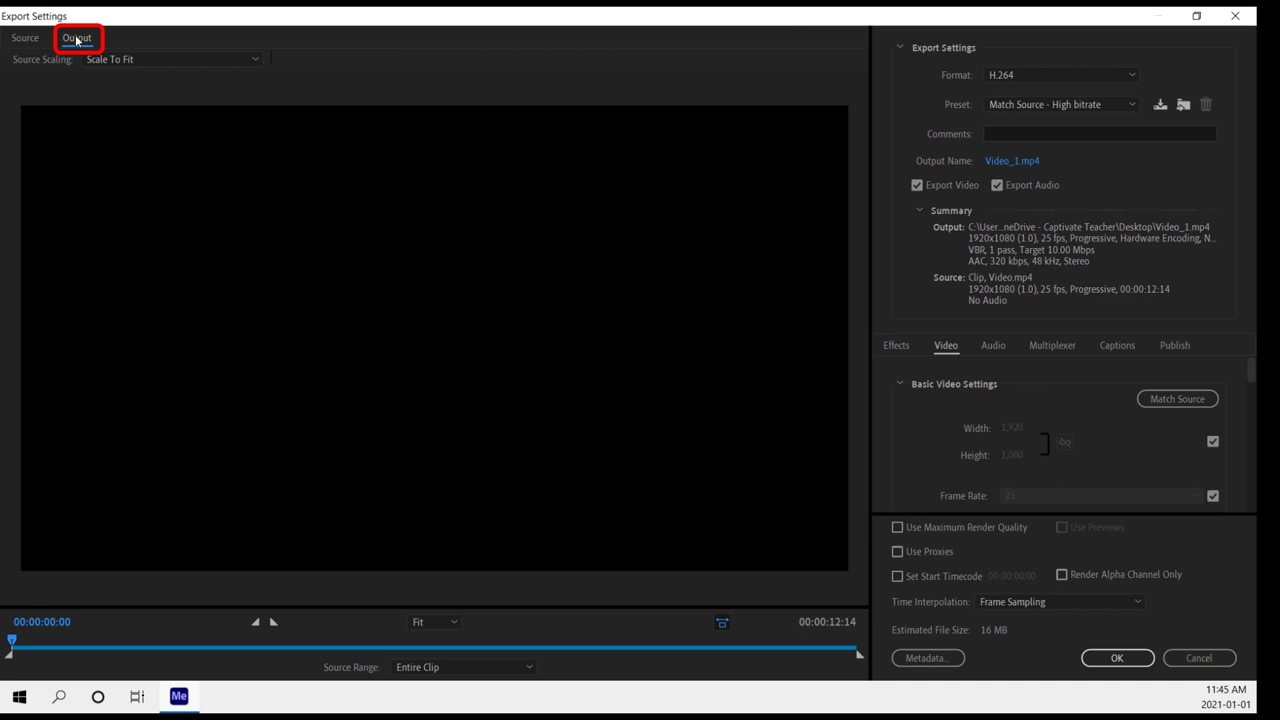 Export Settings
Source Output
Source Scaling: Scale To Fit
Export Settings
Format: H.264
Preset: Match Source - High bitrate
Comments:
Output Name: Video_1.mp4
Export Video Export Audio
Summary
Output: C:\User...neDrive - Captivate Teacher\Desktop\Video_1.mp4
1920x1080 (1.0), 25 fps, Progressive, Hardware Encoding, N...
VBR, 1 pass, Target 10.00 Mbps
AAC, 320 kbps, 48 kHz, Stereo
Source: Clip, Video.mp4
1920x1080 (1.0), 25 fps, Progressive, 00:00:12:14
No Audio
Effects Video Audio Multiplexer Captions Publish
Basic Video Settings
Match Source
Width: 1,920
Height: 1,080
Frame Rate: 25
Use Maximum Render Quality Use Previews
Use Proxies
Set Start Timecode 00:00:00:00 Render Alpha Channel Only
Time Interpolation: Frame Sampling
Estimated File Size: 16 MB
Metadata... OK Cancel
00:00:00:00 Fit 00:00:12:14
Source Range: Entire Clip
Me
11:45 AM
2021-01-01